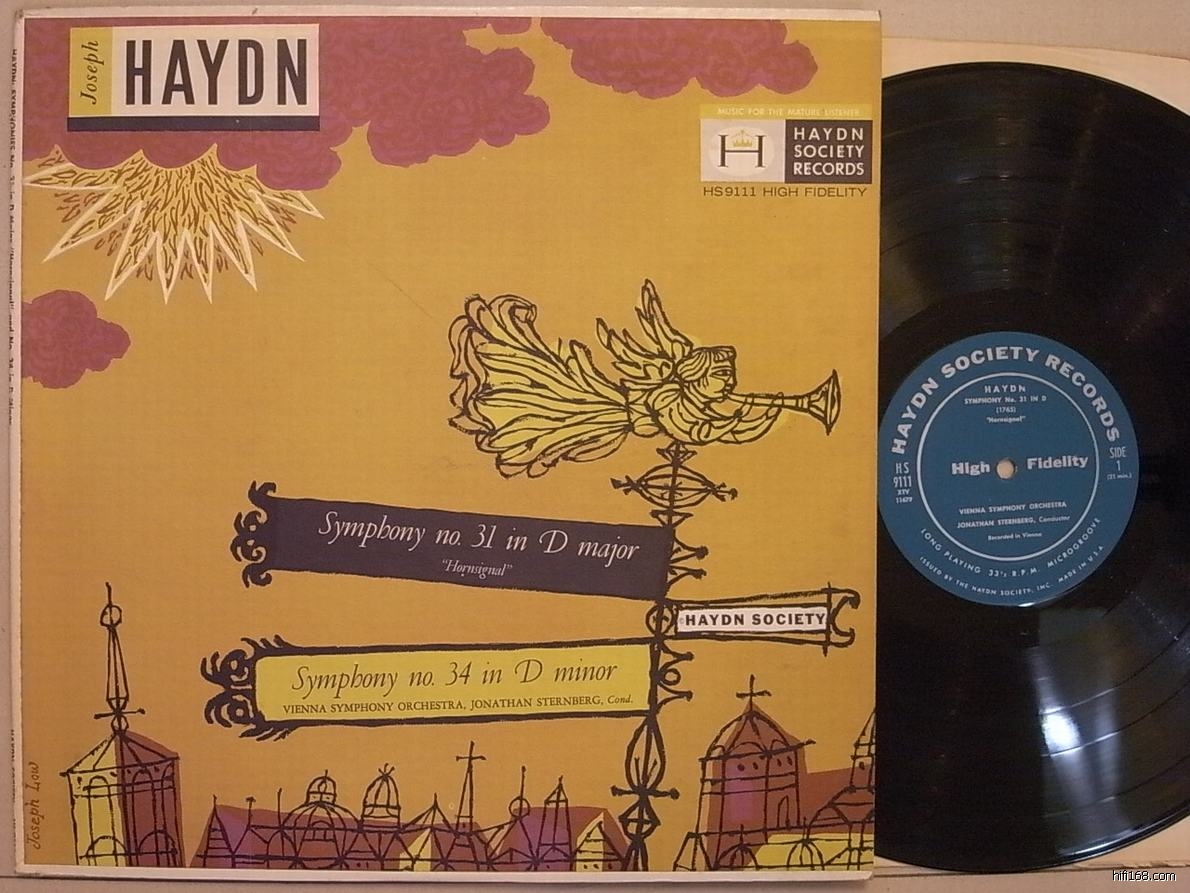 Joseph
HAYDN
MUSIC FOR THE MATURE LISTENER
H
HAYDN
SOCIETY
RECORDS
HS9111 HIGH FIDELITY
Symphony no. 31 in D major
"Hornsignal"
©HAYDN SOCIETY
Symphony no. 34 in D minor
VIENNA SYMPHONY ORCHESTRA, JONATHAN STERNBERG, Cond.
Joseph Low
HAYDN SOCIETY RECORDS
HAYDN
SYMPHONY No. 31 IN D
(1765)
"Hornsignal"
High Fidelity
HS
9111
XTV
SIDE
1
(21 min.)
VIENNA SYMPHONY ORCHESTRA
JONATHAN STERNBERG, Conductor
Recorded in Vienna
LONG PLAYING 33⅓ R.P.M. MICROGROOVE
ISSUED BY THE HAYDN SOCIETY, INC. MADE IN U.S.A.
hifi168.com